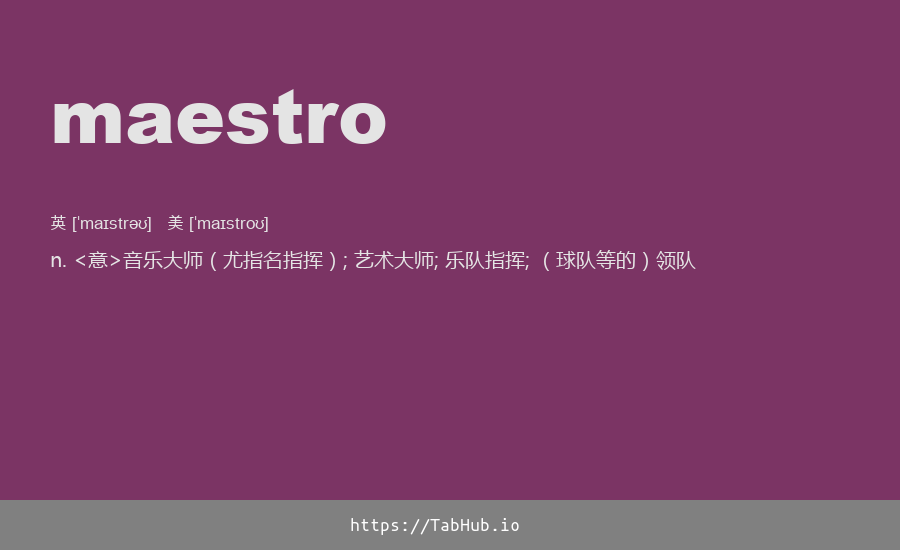 maestro
英 [ˈmaɪstrəʊ]   美 [ˈmaɪstroʊ]
n. <意>音乐大师（尤指名指挥）; 艺术大师; 乐队指挥; （球队等的）领队
https://TabHub.io